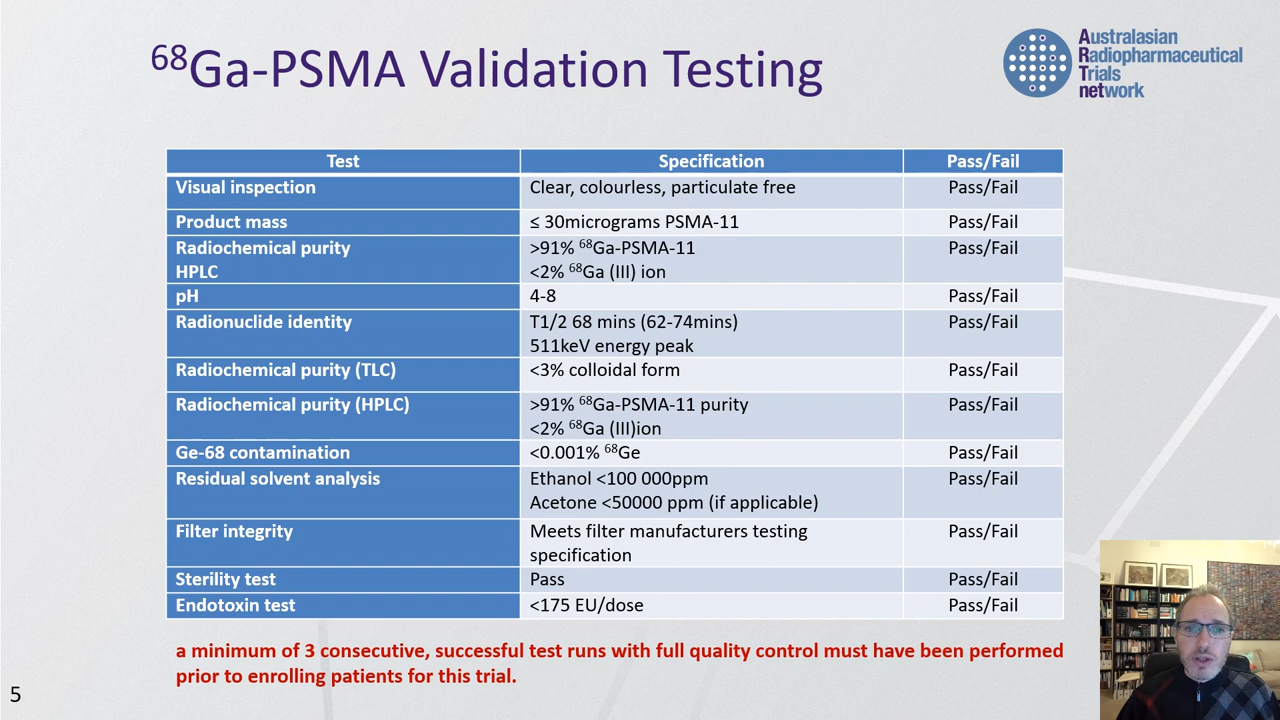 ⁶⁸Ga-PSMA Validation Testing
Australasian
Radiopharmaceutical
Trials
network
Test Specification Pass/Fail
Visual inspection Clear, colourless, particulate free Pass/Fail
Product mass ≤ 30micrograms PSMA-11 Pass/Fail
Radiochemical purity >91% ⁶⁸Ga-PSMA-11 Pass/Fail
HPLC <2% ⁶⁸Ga (III) ion
pH 4-8 Pass/Fail
Radionuclide identity T1/2 68 mins (62-74mins) Pass/Fail
511keV energy peak
Radiochemical purity (TLC) <3% colloidal form Pass/Fail
Radiochemical purity (HPLC) >91% ⁶⁸Ga-PSMA-11 purity Pass/Fail
<2% ⁶⁸Ga (III)ion
Ge-68 contamination <0.001% ⁶⁸Ge Pass/Fail
Residual solvent analysis Ethanol <100 000ppm Pass/Fail
Acetone <50000 ppm (if applicable)
Filter integrity Meets filter manufacturers testing Pass/Fail
specification
Sterility test Pass Pass/Fail
Endotoxin test <175 EU/dose Pass/Fail
a minimum of 3 consecutive, successful test runs with full quality control must have been performed
prior to enrolling patients for this trial.
5